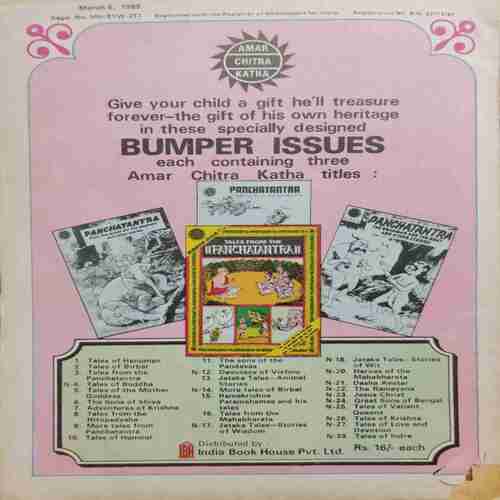 March 6, 1988
AMAR
CHITRA
KATHA
Give your child a gift he'll treasure
forever-the gift of his own heritage
in these specially designed
BUMPER ISSUES
each containing three
Amar Chitra Katha titles :
PANCHATANTRA
PANCHATANTRA
TALES FROM THE
PANCHATANTRA
PANCHATANTRA
1. Tales of Hanuman
2. Tales of Birbal
3. Tales from the
Panchatantra
N-4. Tales of Buddha
5. Tales of the Mother
Goddess
6. The Sons of Shiva
7. Adventures of Krishna
8. Tales from the
Hitopadesha
9. More tales from
Panchatantra
10. Tales of Humour
11. The sons of the
Pandavas
N-12. Devotees of Vishnu
13. Jataka Tales-Animal
Stories
N-14. More Tales of Birbal
15. Ramakrishna
Paramahamsa and his
tales
16. Tales from the
Mahabharata
N-17. Jataka Tales-Stories
of Wisdom
N-18. Jataka Tale- Stories
of Wit
N-20. Heroes of the
Mahabharata
N-21. Dasha Avatar
N-22. The Ramayana
N-23. Jesus Christ
N-24. Great Sons of Bengal
N-25. Tales of Valiant
Queens
N-26. Tales of Krishna
N-27. Tales of Love and
Devotion
N-28. Tales of Indra
Distributed by
IBH India Book House Pvt. Ltd.
Rs. 16/- each